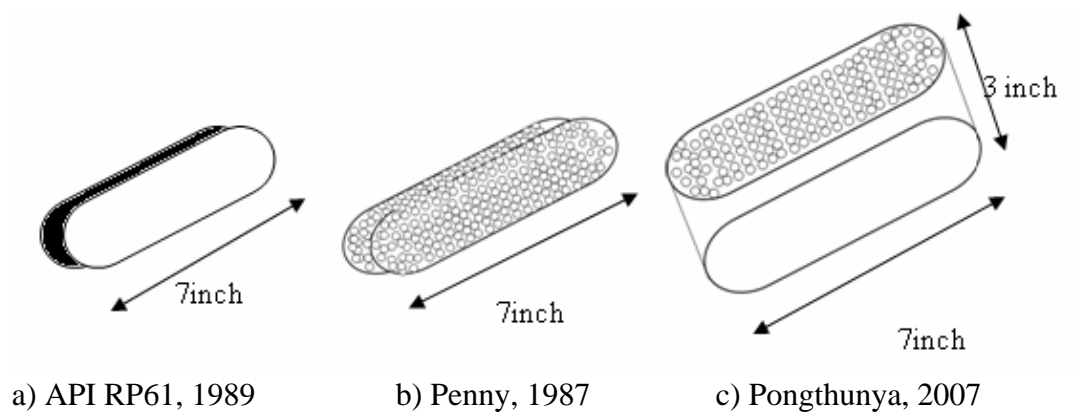 3 inch
7inch
7inch
7inch
a) API RP61, 1989 b) Penny, 1987 c) Pongthunya, 2007